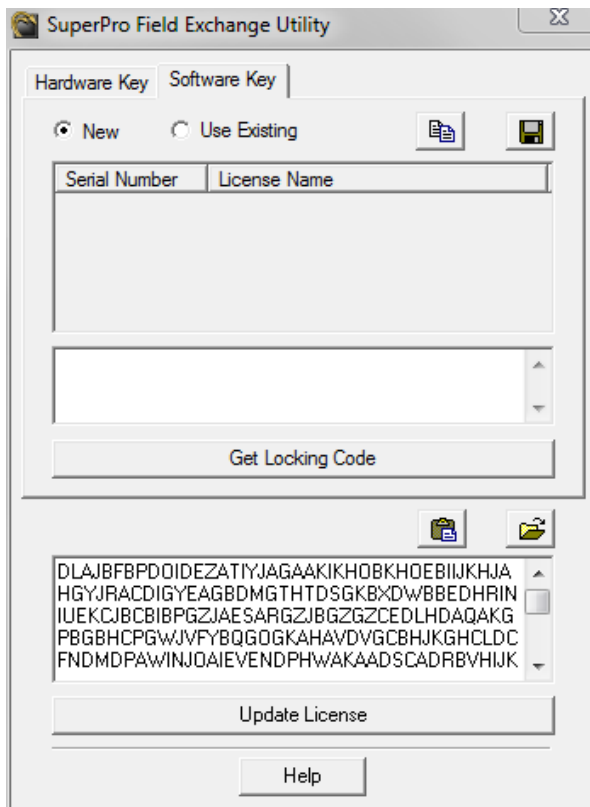 SuperPro Field Exchange Utility
Hardware Key
Software Key
New
Use Existing
Serial Number
License Name
Get Locking Code
DLAJBFBPDOIDEZATIYJAGAAKIKHOBKHOEBIIJKHJA
HGYJRACDIGYEAGBDMGTHTDSGKBXDWBBEDHRIN
IUEKCJBCBIBPGZJAESARGZJBGZGZCEDLHDAQAKG
PBGBHCPGWJVFYBQGOGKAHAVDVGCBHJKGHCLDC
FNDMDPAWINJOAIEVENDPHWAKAADSCADRBVHIJK
Update License
Help